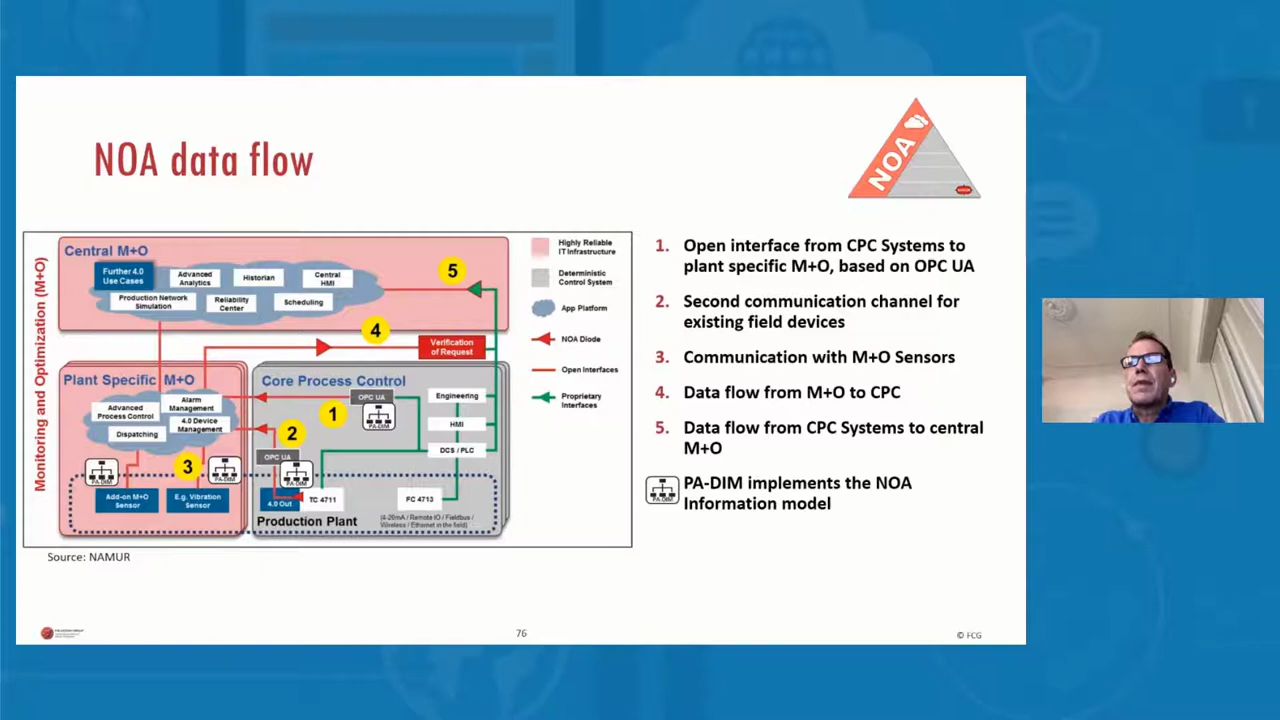 NOA data flow
NOA
Monitoring and Optimization (M+O)
Central M+O
Further 4.0
Use Cases
Advanced
Analytics
Historian
Central
HMI
Production Network
Simulation
Reliability
Center
Scheduling
5
4
Verification
of Request
Plant Specific M+O
Alarm
Management
Advanced
Process Control
4.0 Device
Management
Dispatching
3
PA-DIM
PA-DIM
Add-on M+O
Sensor
E.g. Vibration
Sensor
Core Process Control
OPC UA
1
PA-DIM
2
OPC UA
PA-DIM
Engineering
HMI
DCS / PLC
4.0 Out
TC 4711
FC 4713
Production Plant
(4-20mA / Remote IO / Fieldbus /
Wireless / Ethernet in the field)
Highly Reliable
IT Infrastructure
Deterministic
Control System
App Platform
NOA Diode
Open Interfaces
Proprietary
Interfaces
Source: NAMUR
1. Open interface from CPC Systems to
plant specific M+O, based on OPC UA
2. Second communication channel for
existing field devices
3. Communication with M+O Sensors
4. Data flow from M+O to CPC
5. Data flow from CPC Systems to central
M+O
PA-DIM implements the NOA
Information model
76
© FCG